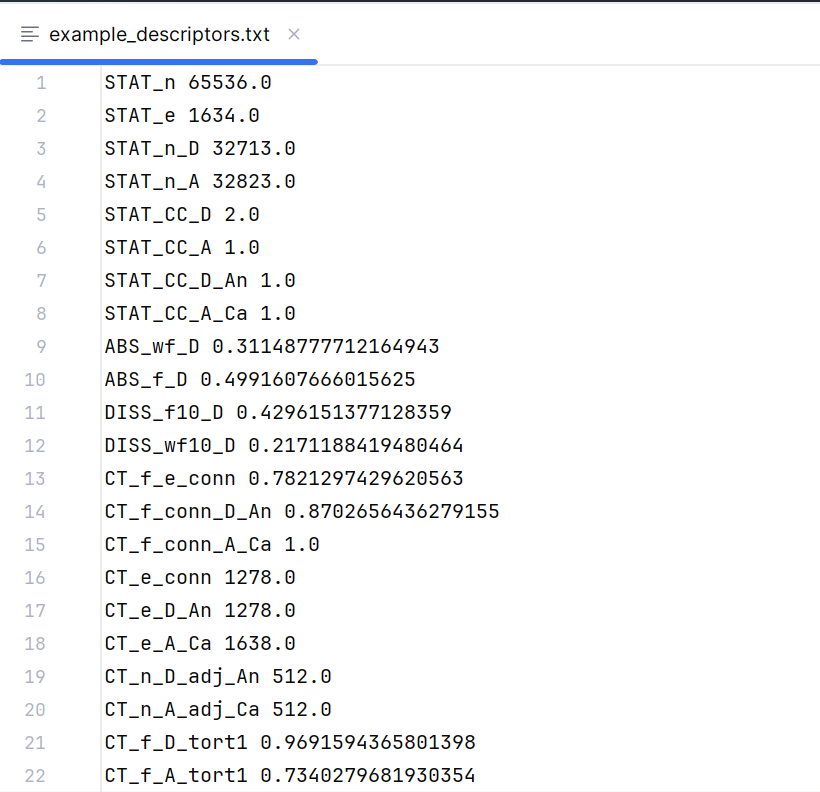 example_descriptors.txt
1 STAT_n 65536.0
2 STAT_e 1634.0
3 STAT_n_D 32713.0
4 STAT_n_A 32823.0
5 STAT_CC_D 2.0
6 STAT_CC_A 1.0
7 STAT_CC_D_An 1.0
8 STAT_CC_A_Ca 1.0
9 ABS_wf_D 0.31148777712164943
10 ABS_f_D 0.4991607666015625
11 DISS_f10_D 0.4296151377128359
12 DISS_wf10_D 0.2171188419480464
13 CT_f_e_conn 0.7821297429620563
14 CT_f_conn_D_An 0.8702656436279155
15 CT_f_conn_A_Ca 1.0
16 CT_e_conn 1278.0
17 CT_e_D_An 1278.0
18 CT_e_A_Ca 1638.0
19 CT_n_D_adj_An 512.0
20 CT_n_A_adj_Ca 512.0
21 CT_f_D_tort1 0.9691594365801398
22 CT_f_A_tort1 0.7340279681930354